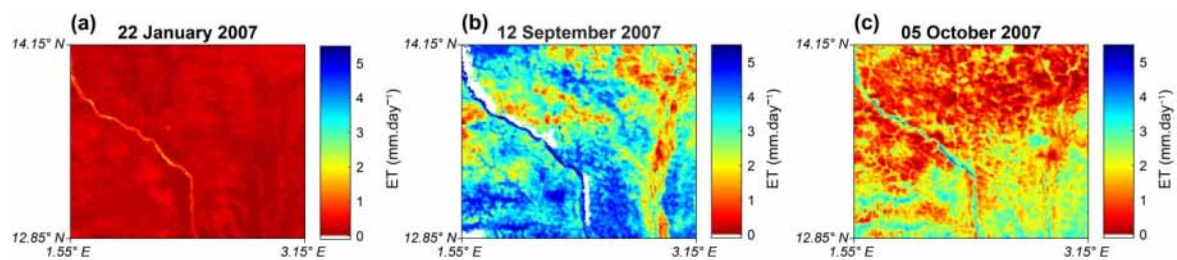 (a) 22 January 2007
14.15° N
12.85° N
1.55° E
3.15° E
5
4
3
2
1
0
ET (mm.day⁻¹)
(b) 12 September 2007
14.15° N
12.85° N
1.55° E
3.15° E
5
4
3
2
1
0
ET (mm.day⁻¹)
(c) 05 October 2007
14.15° N
12.85° N
1.55° E
3.15° E
5
4
3
2
1
0
ET (mm.day⁻¹)